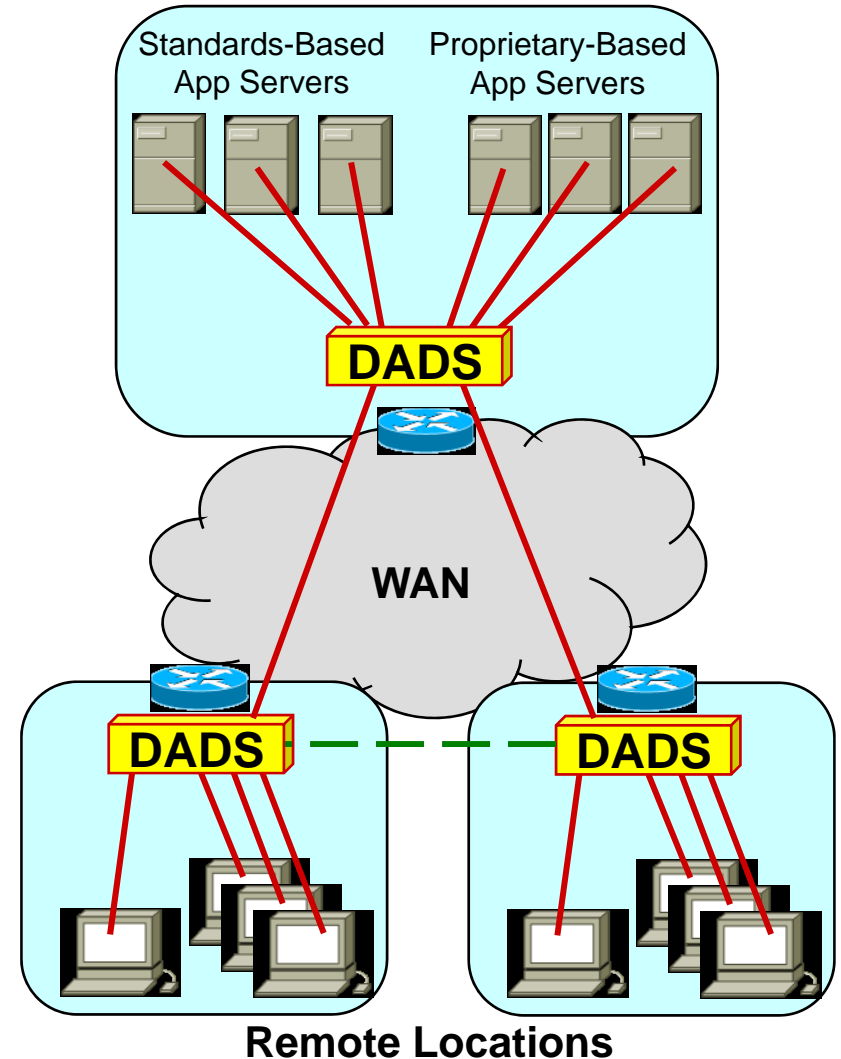 Standards-Based
App Servers
Proprietary-Based
App Servers
DADS
WAN
DADS
DADS
Remote Locations